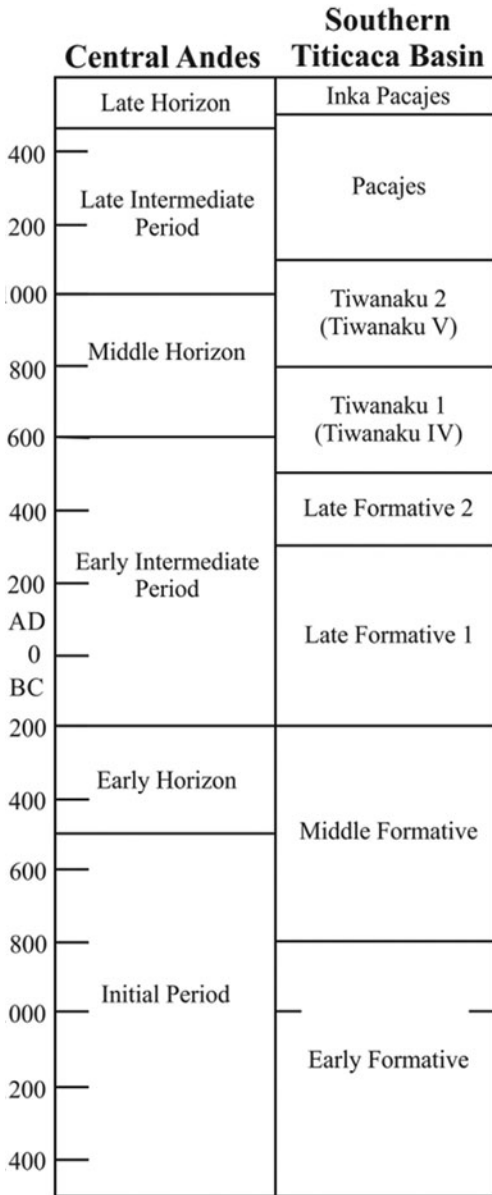 Central Andes
Southern
Titicaca Basin
Late Horizon
Inka Pacajes
400
Late Intermediate
Period
Pacajes
200
000
Tiwanaku 2
(Tiwanaku V)
Middle Horizon
800
Tiwanaku 1
(Tiwanaku IV)
600
400
Late Formative 2
Early Intermediate
Period
200
AD
0
BC
Late Formative 1
200
Early Horizon
400
Middle Formative
600
800
Initial Period
000
Early Formative
200
400